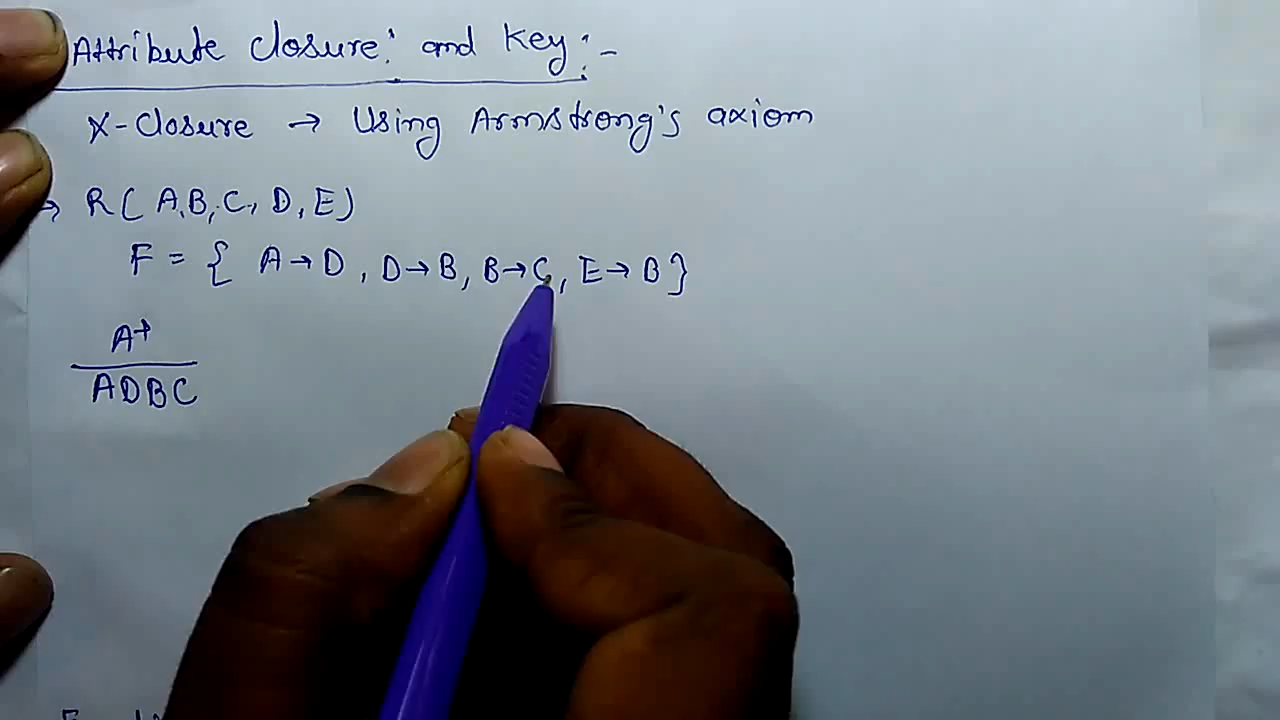 Attribute closure: and Key:-
X-closure → Using Armstrong's axiom
→ R( A,B, C, D, E)
F = { A→D, D→B, B→C, E→B}
A+
ADBC